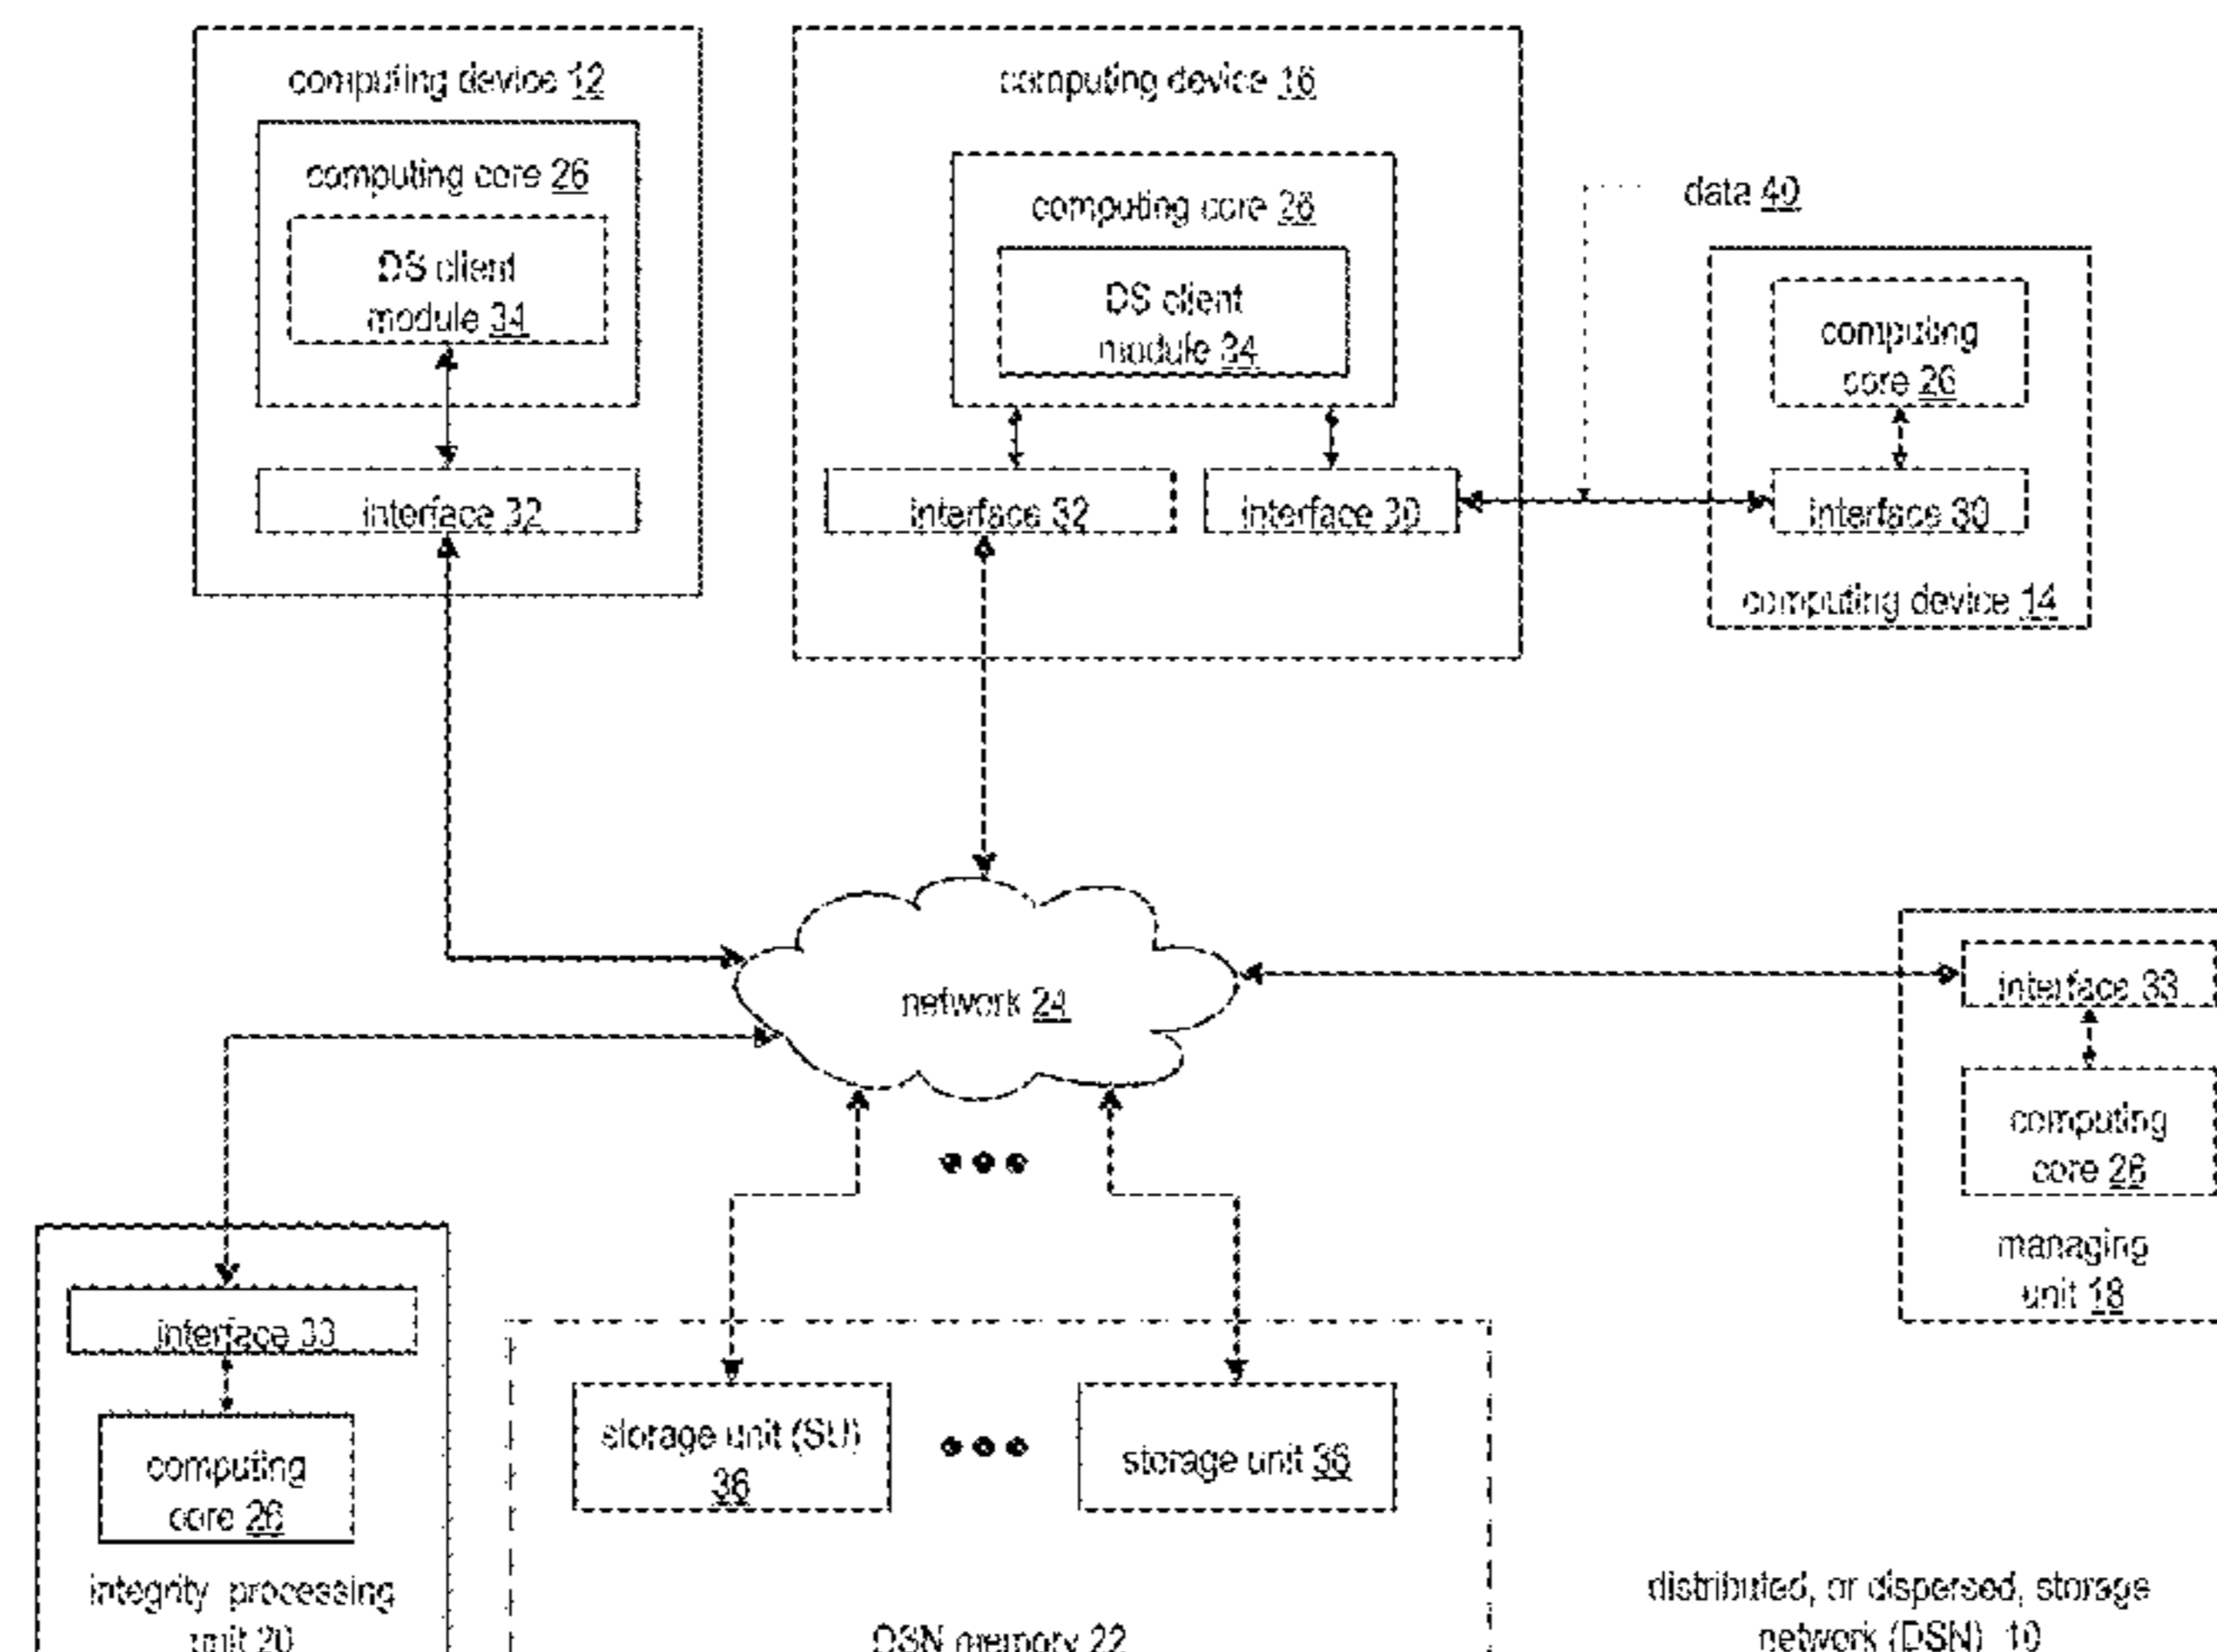 computing device 12
computing core 26
DS client
module 34
interface 32
computing device 16
computing core 26
DS client
module 34
interface 32
interface 30
data 40
computing
core 26
interface 30
computing device 14
network 24
interface 33
computing
core 26
managing
unit 18
interface 33
computing
core 26
integrity processing
unit 20
storage unit (SU)
36
storage unit 36
DSN memory 22
distributed, or dispersed, storage
network (DSN) 10